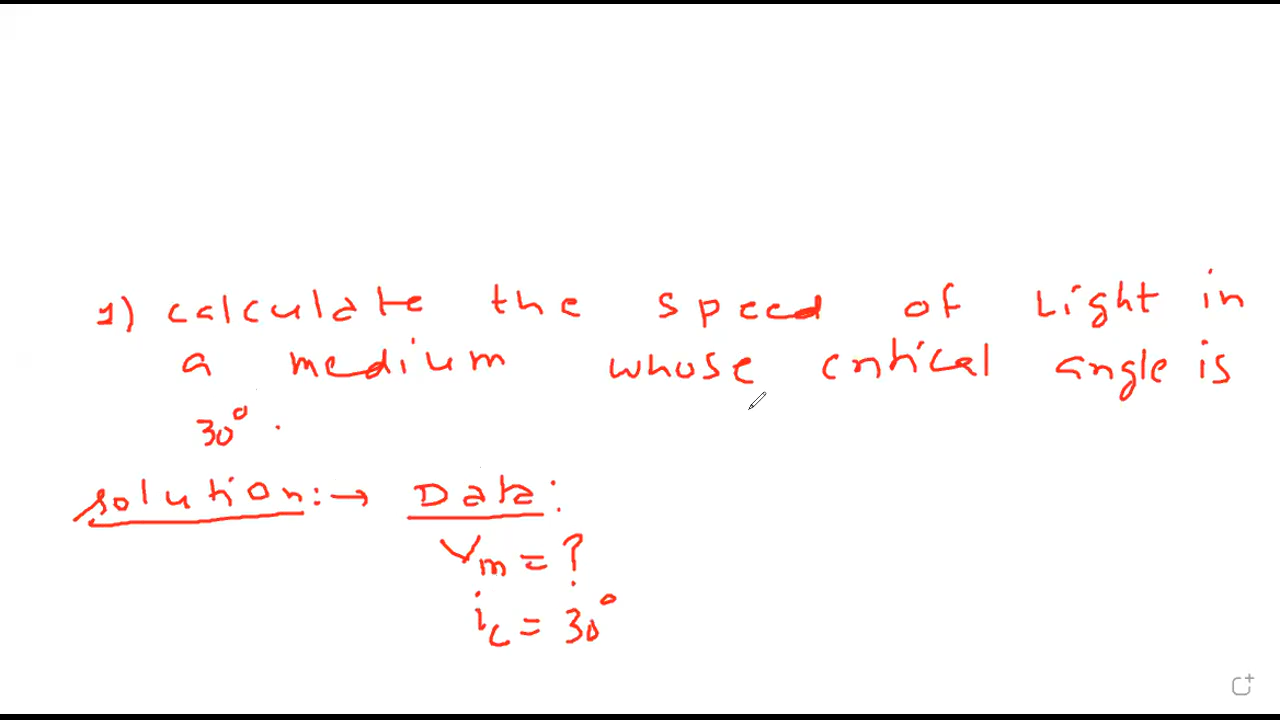 1) calculate the speed of Light in
a medium whose critical angle is
30° .
solution:→ Data:
Vm = ?
ic = 30°